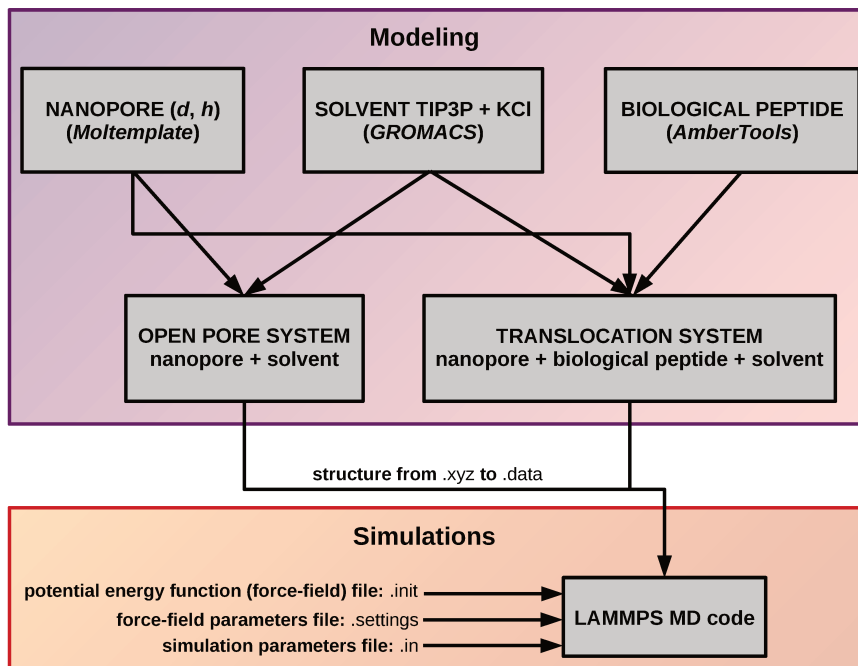 Modeling
NANOPORE (d, h)
(Moltemplate)
SOLVENT TIP3P + KCl
(GROMACS)
BIOLOGICAL PEPTIDE
(AmberTools)
OPEN PORE SYSTEM
nanopore + solvent
TRANSLOCATION SYSTEM
nanopore + biological peptide + solvent
structure from .xyz to .data
Simulations
potential energy function (force-field) file: .init
force-field parameters file: .settings
simulation parameters file: .in
LAMMPS MD code